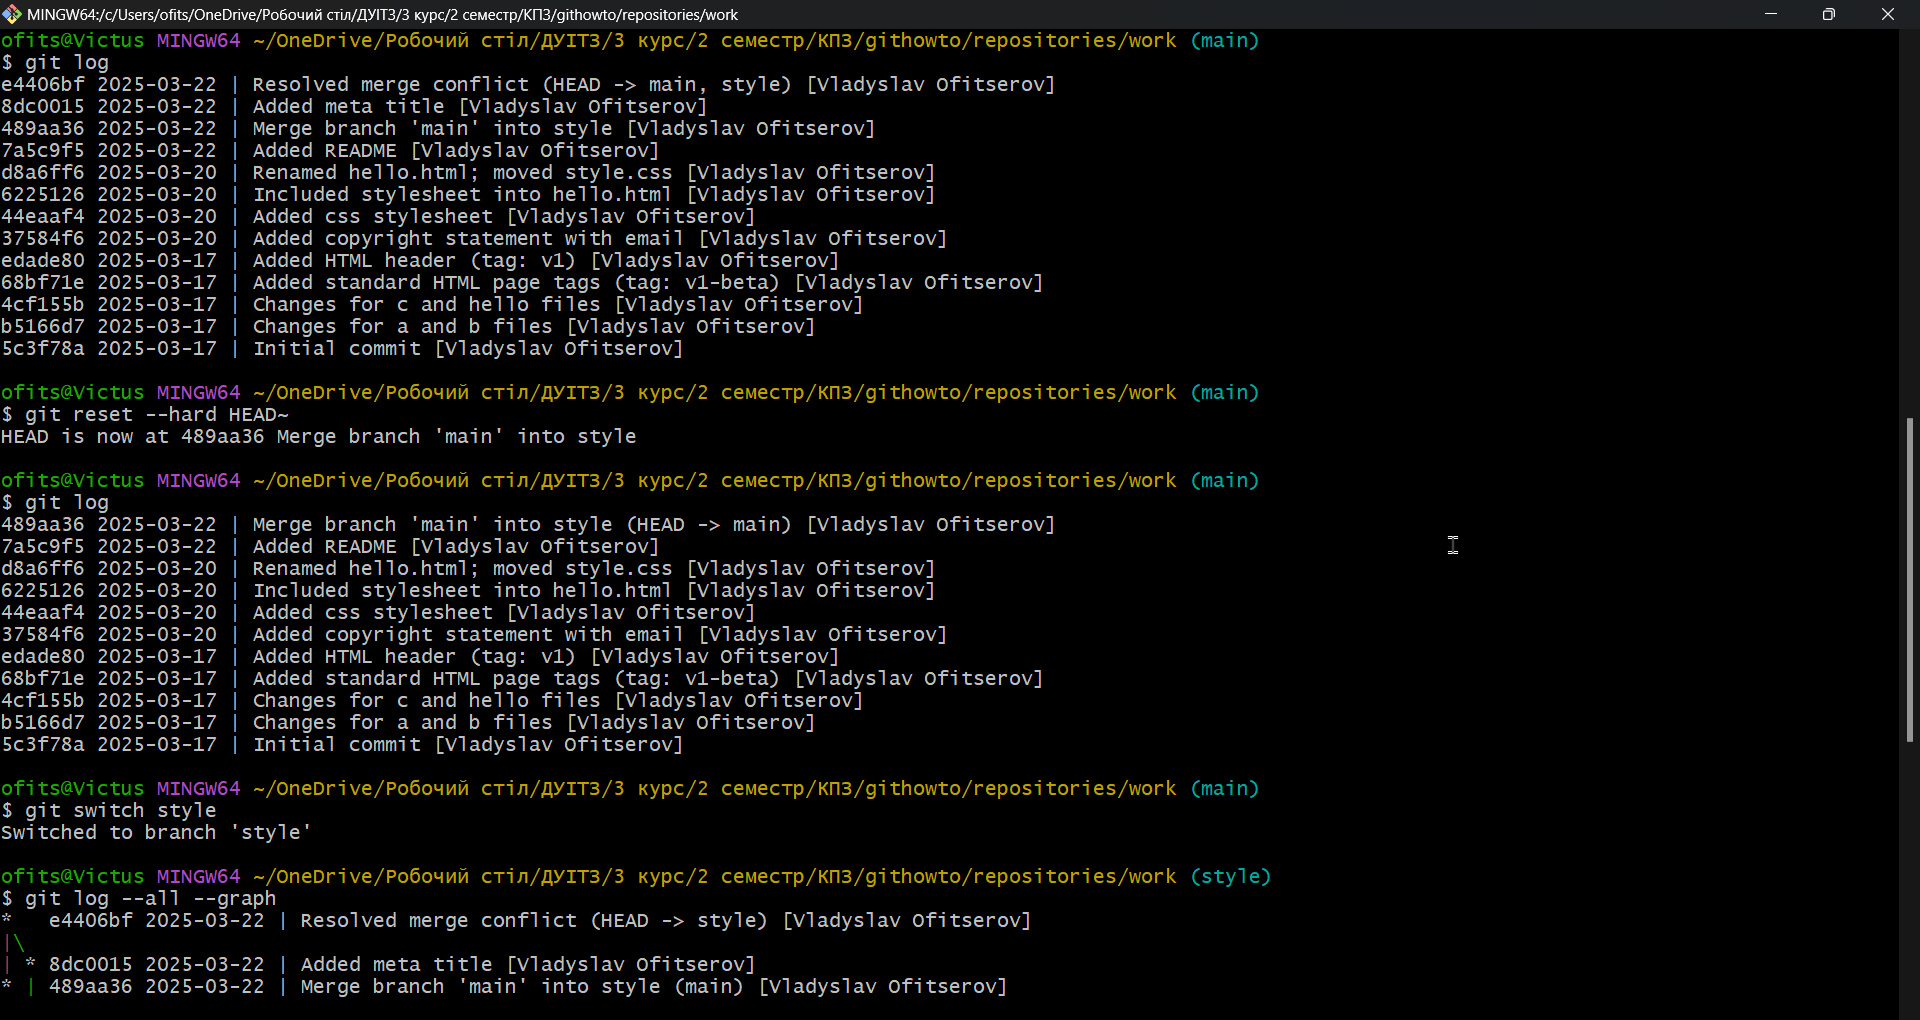 MINGW64:/c/Users/ofits/OneDrive/Робочий стіл/ДУІТЗ/3 курс/2 семестр/КПЗ/githowto/repositories/work
ofits@Victus MINGW64 ~/OneDrive/Робочий стіл/ДУІТЗ/3 курс/2 семестр/КПЗ/githowto/repositories/work (main)
$ git log
e4406bf 2025-03-22 | Resolved merge conflict (HEAD -> main, style) [Vladyslav Ofitserov]
8dc0015 2025-03-22 | Added meta title [Vladyslav Ofitserov]
489aa36 2025-03-22 | Merge branch 'main' into style [Vladyslav Ofitserov]
7a5c9f5 2025-03-22 | Added README [Vladyslav Ofitserov]
d8a6ff6 2025-03-20 | Renamed hello.html; moved style.css [Vladyslav Ofitserov]
6225126 2025-03-20 | Included stylesheet into hello.html [Vladyslav Ofitserov]
44eaaf4 2025-03-20 | Added css stylesheet [Vladyslav Ofitserov]
37584f6 2025-03-20 | Added copyright statement with email [Vladyslav Ofitserov]
edade80 2025-03-17 | Added HTML header (tag: v1) [Vladyslav Ofitserov]
68bf71e 2025-03-17 | Added standard HTML page tags (tag: v1-beta) [Vladyslav Ofitserov]
4cf155b 2025-03-17 | Changes for c and hello files [Vladyslav Ofitserov]
b5166d7 2025-03-17 | Changes for a and b files [Vladyslav Ofitserov]
5c3f78a 2025-03-17 | Initial commit [Vladyslav Ofitserov]
ofits@Victus MINGW64 ~/OneDrive/Робочий стіл/ДУІТЗ/3 курс/2 семестр/КПЗ/githowto/repositories/work (main)
$ git reset --hard HEAD~
HEAD is now at 489aa36 Merge branch 'main' into style
ofits@Victus MINGW64 ~/OneDrive/Робочий стіл/ДУІТЗ/3 курс/2 семестр/КПЗ/githowto/repositories/work (main)
$ git log
489aa36 2025-03-22 | Merge branch 'main' into style (HEAD -> main) [Vladyslav Ofitserov]
7a5c9f5 2025-03-22 | Added README [Vladyslav Ofitserov]
d8a6ff6 2025-03-20 | Renamed hello.html; moved style.css [Vladyslav Ofitserov]
6225126 2025-03-20 | Included stylesheet into hello.html [Vladyslav Ofitserov]
44eaaf4 2025-03-20 | Added css stylesheet [Vladyslav Ofitserov]
37584f6 2025-03-20 | Added copyright statement with email [Vladyslav Ofitserov]
edade80 2025-03-17 | Added HTML header (tag: v1) [Vladyslav Ofitserov]
68bf71e 2025-03-17 | Added standard HTML page tags (tag: v1-beta) [Vladyslav Ofitserov]
4cf155b 2025-03-17 | Changes for c and hello files [Vladyslav Ofitserov]
b5166d7 2025-03-17 | Changes for a and b files [Vladyslav Ofitserov]
5c3f78a 2025-03-17 | Initial commit [Vladyslav Ofitserov]
ofits@Victus MINGW64 ~/OneDrive/Робочий стіл/ДУІТЗ/3 курс/2 семестр/КПЗ/githowto/repositories/work (main)
$ git switch style
Switched to branch 'style'
ofits@Victus MINGW64 ~/OneDrive/Робочий стіл/ДУІТЗ/3 курс/2 семестр/КПЗ/githowto/repositories/work (style)
$ git log --all --graph
*   e4406bf 2025-03-22 | Resolved merge conflict (HEAD -> style) [Vladyslav Ofitserov]
|\
| * 8dc0015 2025-03-22 | Added meta title [Vladyslav Ofitserov]
* | 489aa36 2025-03-22 | Merge branch 'main' into style (main) [Vladyslav Ofitserov]